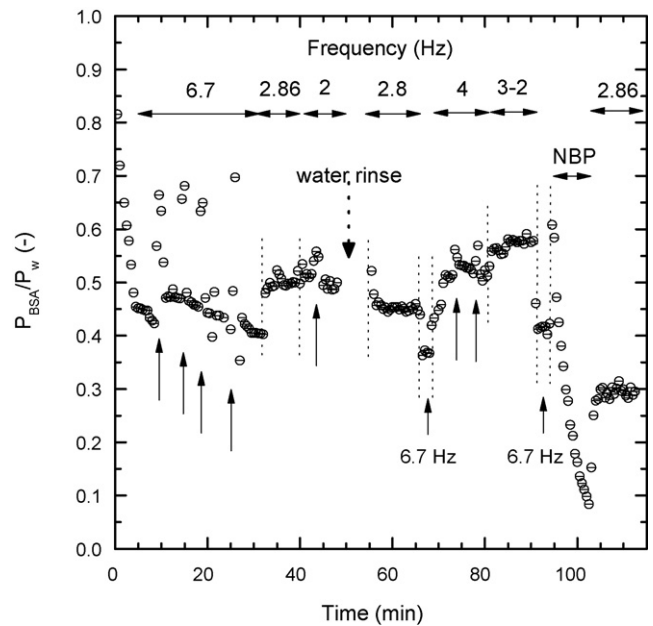 Frequency (Hz)
6.7 2.86 2 2.8 4 3-2 2.86
NBP
water rinse
6.7 Hz 6.7 Hz
1.0
0.9
0.8
0.7
0.6
0.5
0.4
0.3
0.2
0.1
0.0
P_BSA/P_w (-)
0 20 40 60 80 100
Time (min)